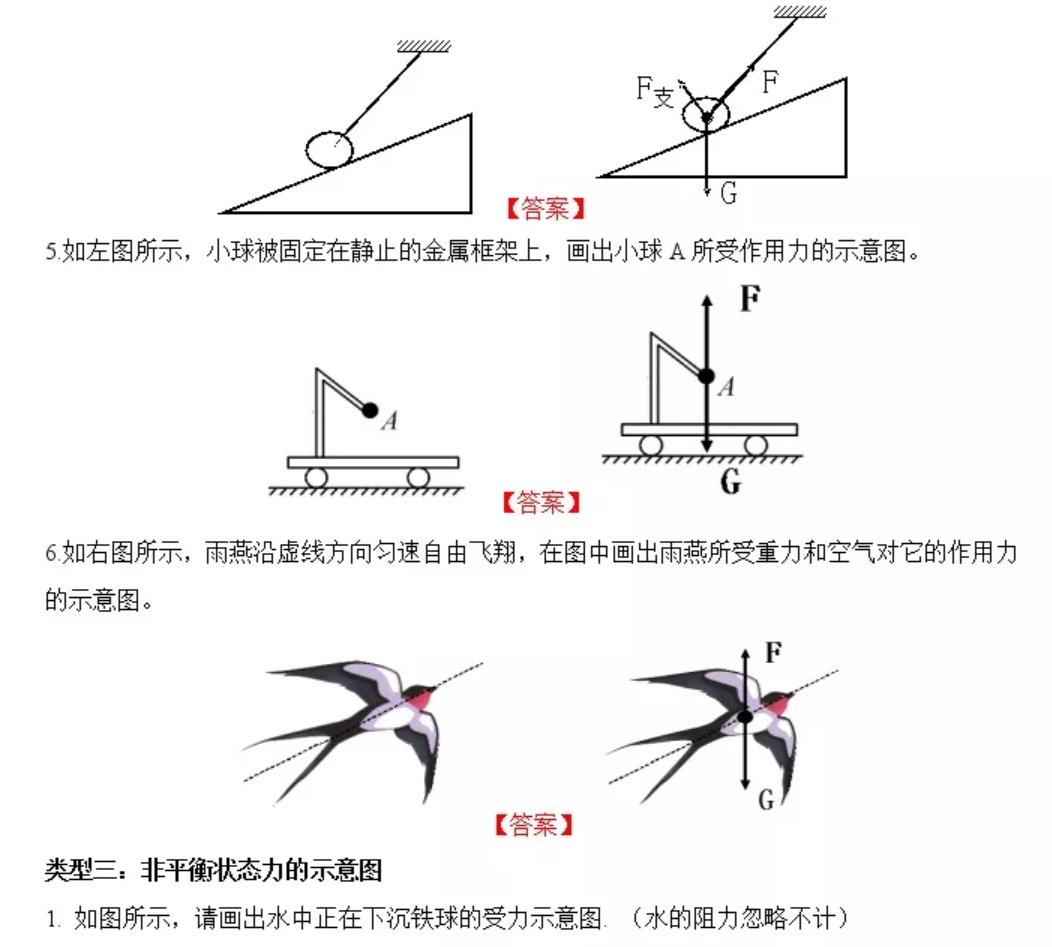 F支
F
G
【答案】
5.如左图所示，小球被固定在静止的金属框架上，画出小球 A 所受作用力的示意图。
F
A
A
G
【答案】
6.如右图所示，雨燕沿虚线方向匀速自由飞翔，在图中画出雨燕所受重力和空气对它的作用力
的示意图。
F
G
【答案】
类型三：非平衡状态力的示意图
1. 如图所示，请画出水中正在下沉铁球的受力示意图. （水的阻力忽略不计）